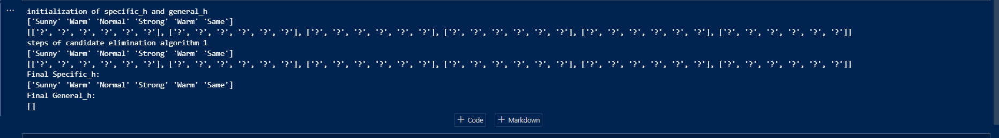 ...
initialization of specific_h and general_h
['Sunny' 'Warm' 'Normal' 'Strong' 'Warm' 'Same']
[['?', '?', '?', '?', '?', '?'], ['?', '?', '?', '?', '?', '?'], ['?', '?', '?', '?', '?', '?'], ['?', '?', '?', '?', '?', '?'], ['?', '?', '?', '?', '?', '?'], ['?', '?', '?', '?', '?', '?']]
steps of candidate elimination algorithm 1
['Sunny' 'Warm' 'Normal' 'Strong' 'Warm' 'Same']
[['?', '?', '?', '?', '?', '?'], ['?', '?', '?', '?', '?', '?'], ['?', '?', '?', '?', '?', '?'], ['?', '?', '?', '?', '?', '?'], ['?', '?', '?', '?', '?', '?'], ['?', '?', '?', '?', '?', '?']]
Final Specific_h:
['Sunny' 'Warm' 'Normal' 'Strong' 'Warm' 'Same']
Final General_h:
[]
+ Code + Markdown